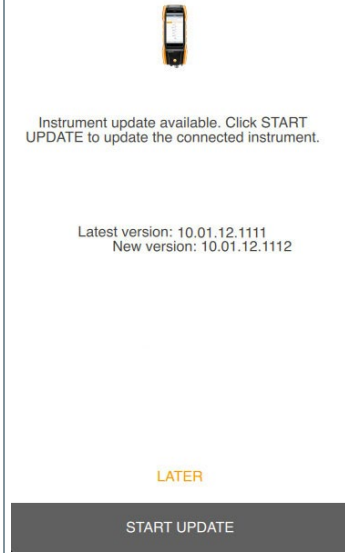 Instrument update available. Click START
UPDATE to update the connected instrument.
Latest version: 10.01.12.1111
New version: 10.01.12.1112
LATER
START UPDATE